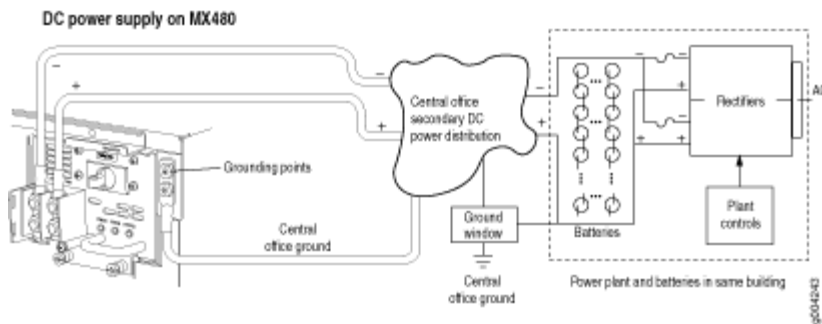 DC power supply on MX480
Central office
secondary DC
power distribution
Rectifiers
Grounding points
Central
office ground
Ground
window
Batteries
Plant
controls
Central
office ground
Power plant and batteries in same building
g004243